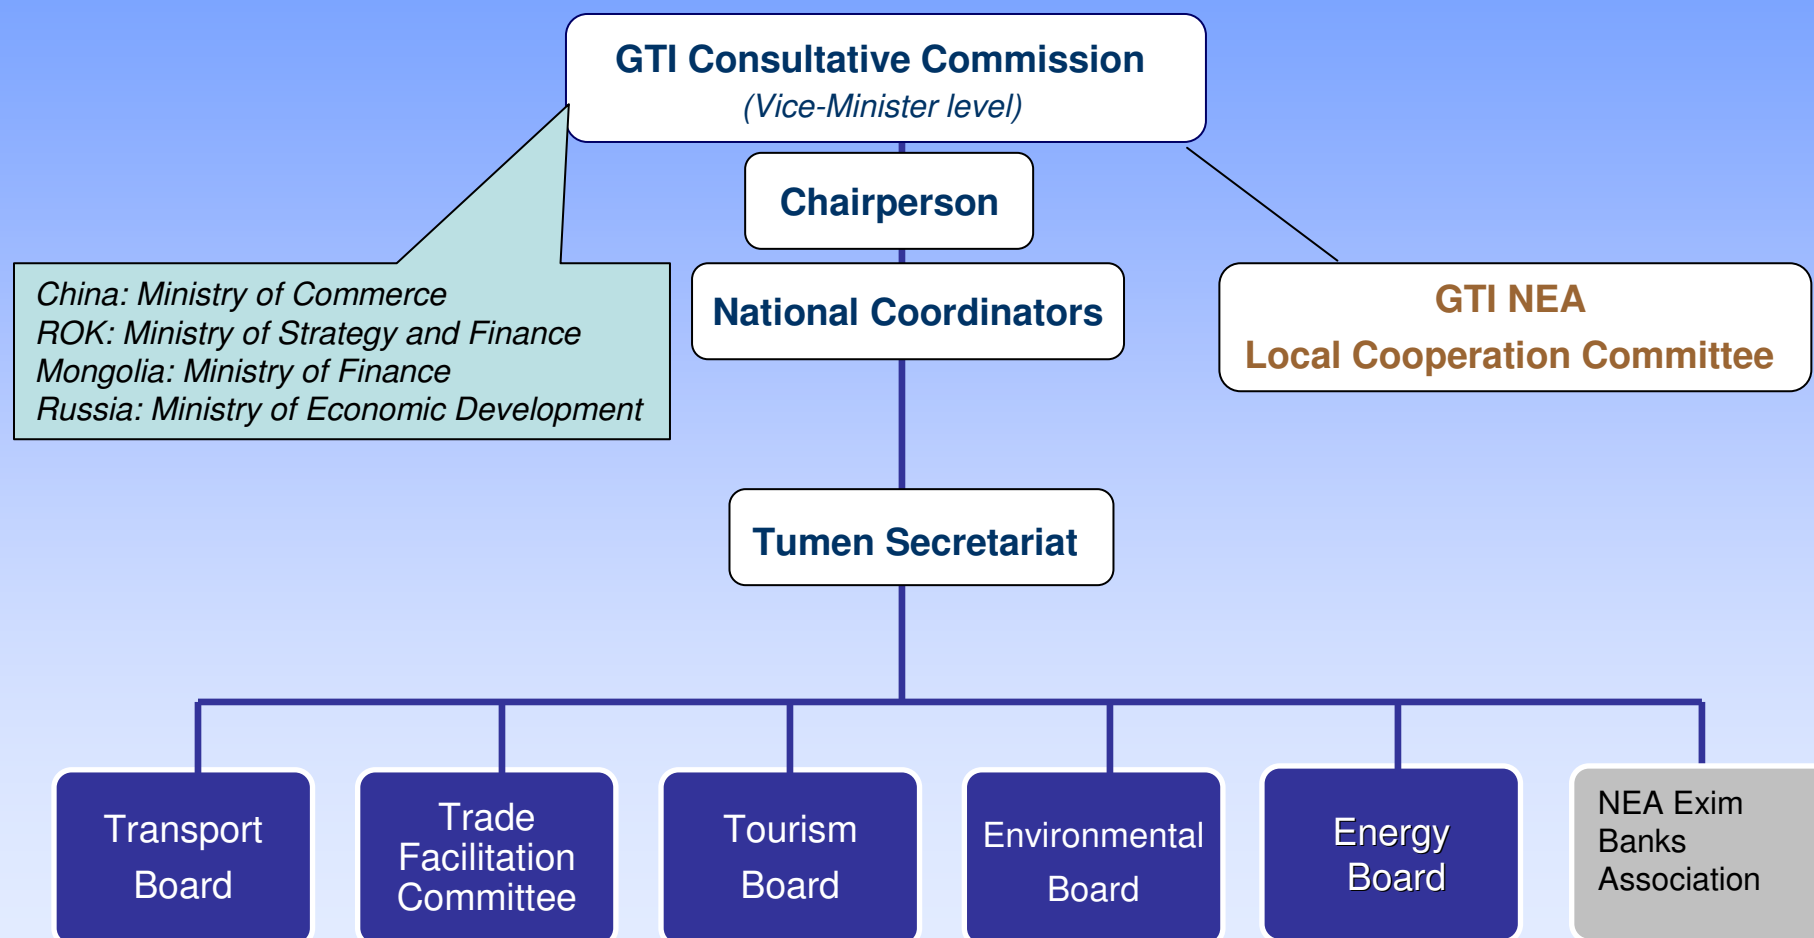 GTI Consultative Commission
(Vice-Minister level)
Chairperson
National Coordinators
China: Ministry of Commerce
ROK: Ministry of Strategy and Finance
Mongolia: Ministry of Finance
Russia: Ministry of Economic Development
GTI NEA
Local Cooperation Committee
Tumen Secretariat
Transport
Board
Trade
Facilitation
Committee
Tourism
Board
Environmental
Board
Energy
Board
NEA Exim
Banks
Association